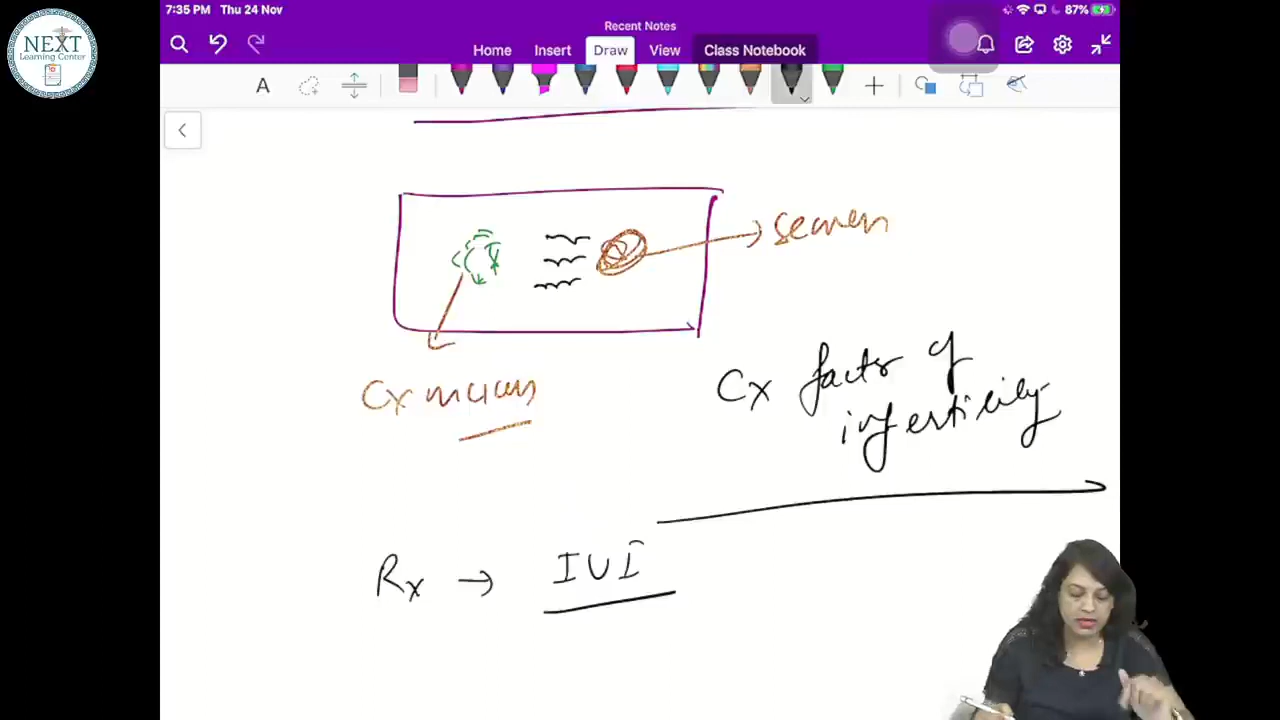 7:35 PM Thu 24 Nov
87%
Recent Notes
Home Insert Draw View Class Notebook
NEXT
Learning Center
A
semen
Cx mucus
Cx factor of
infertility
Rx → IUI